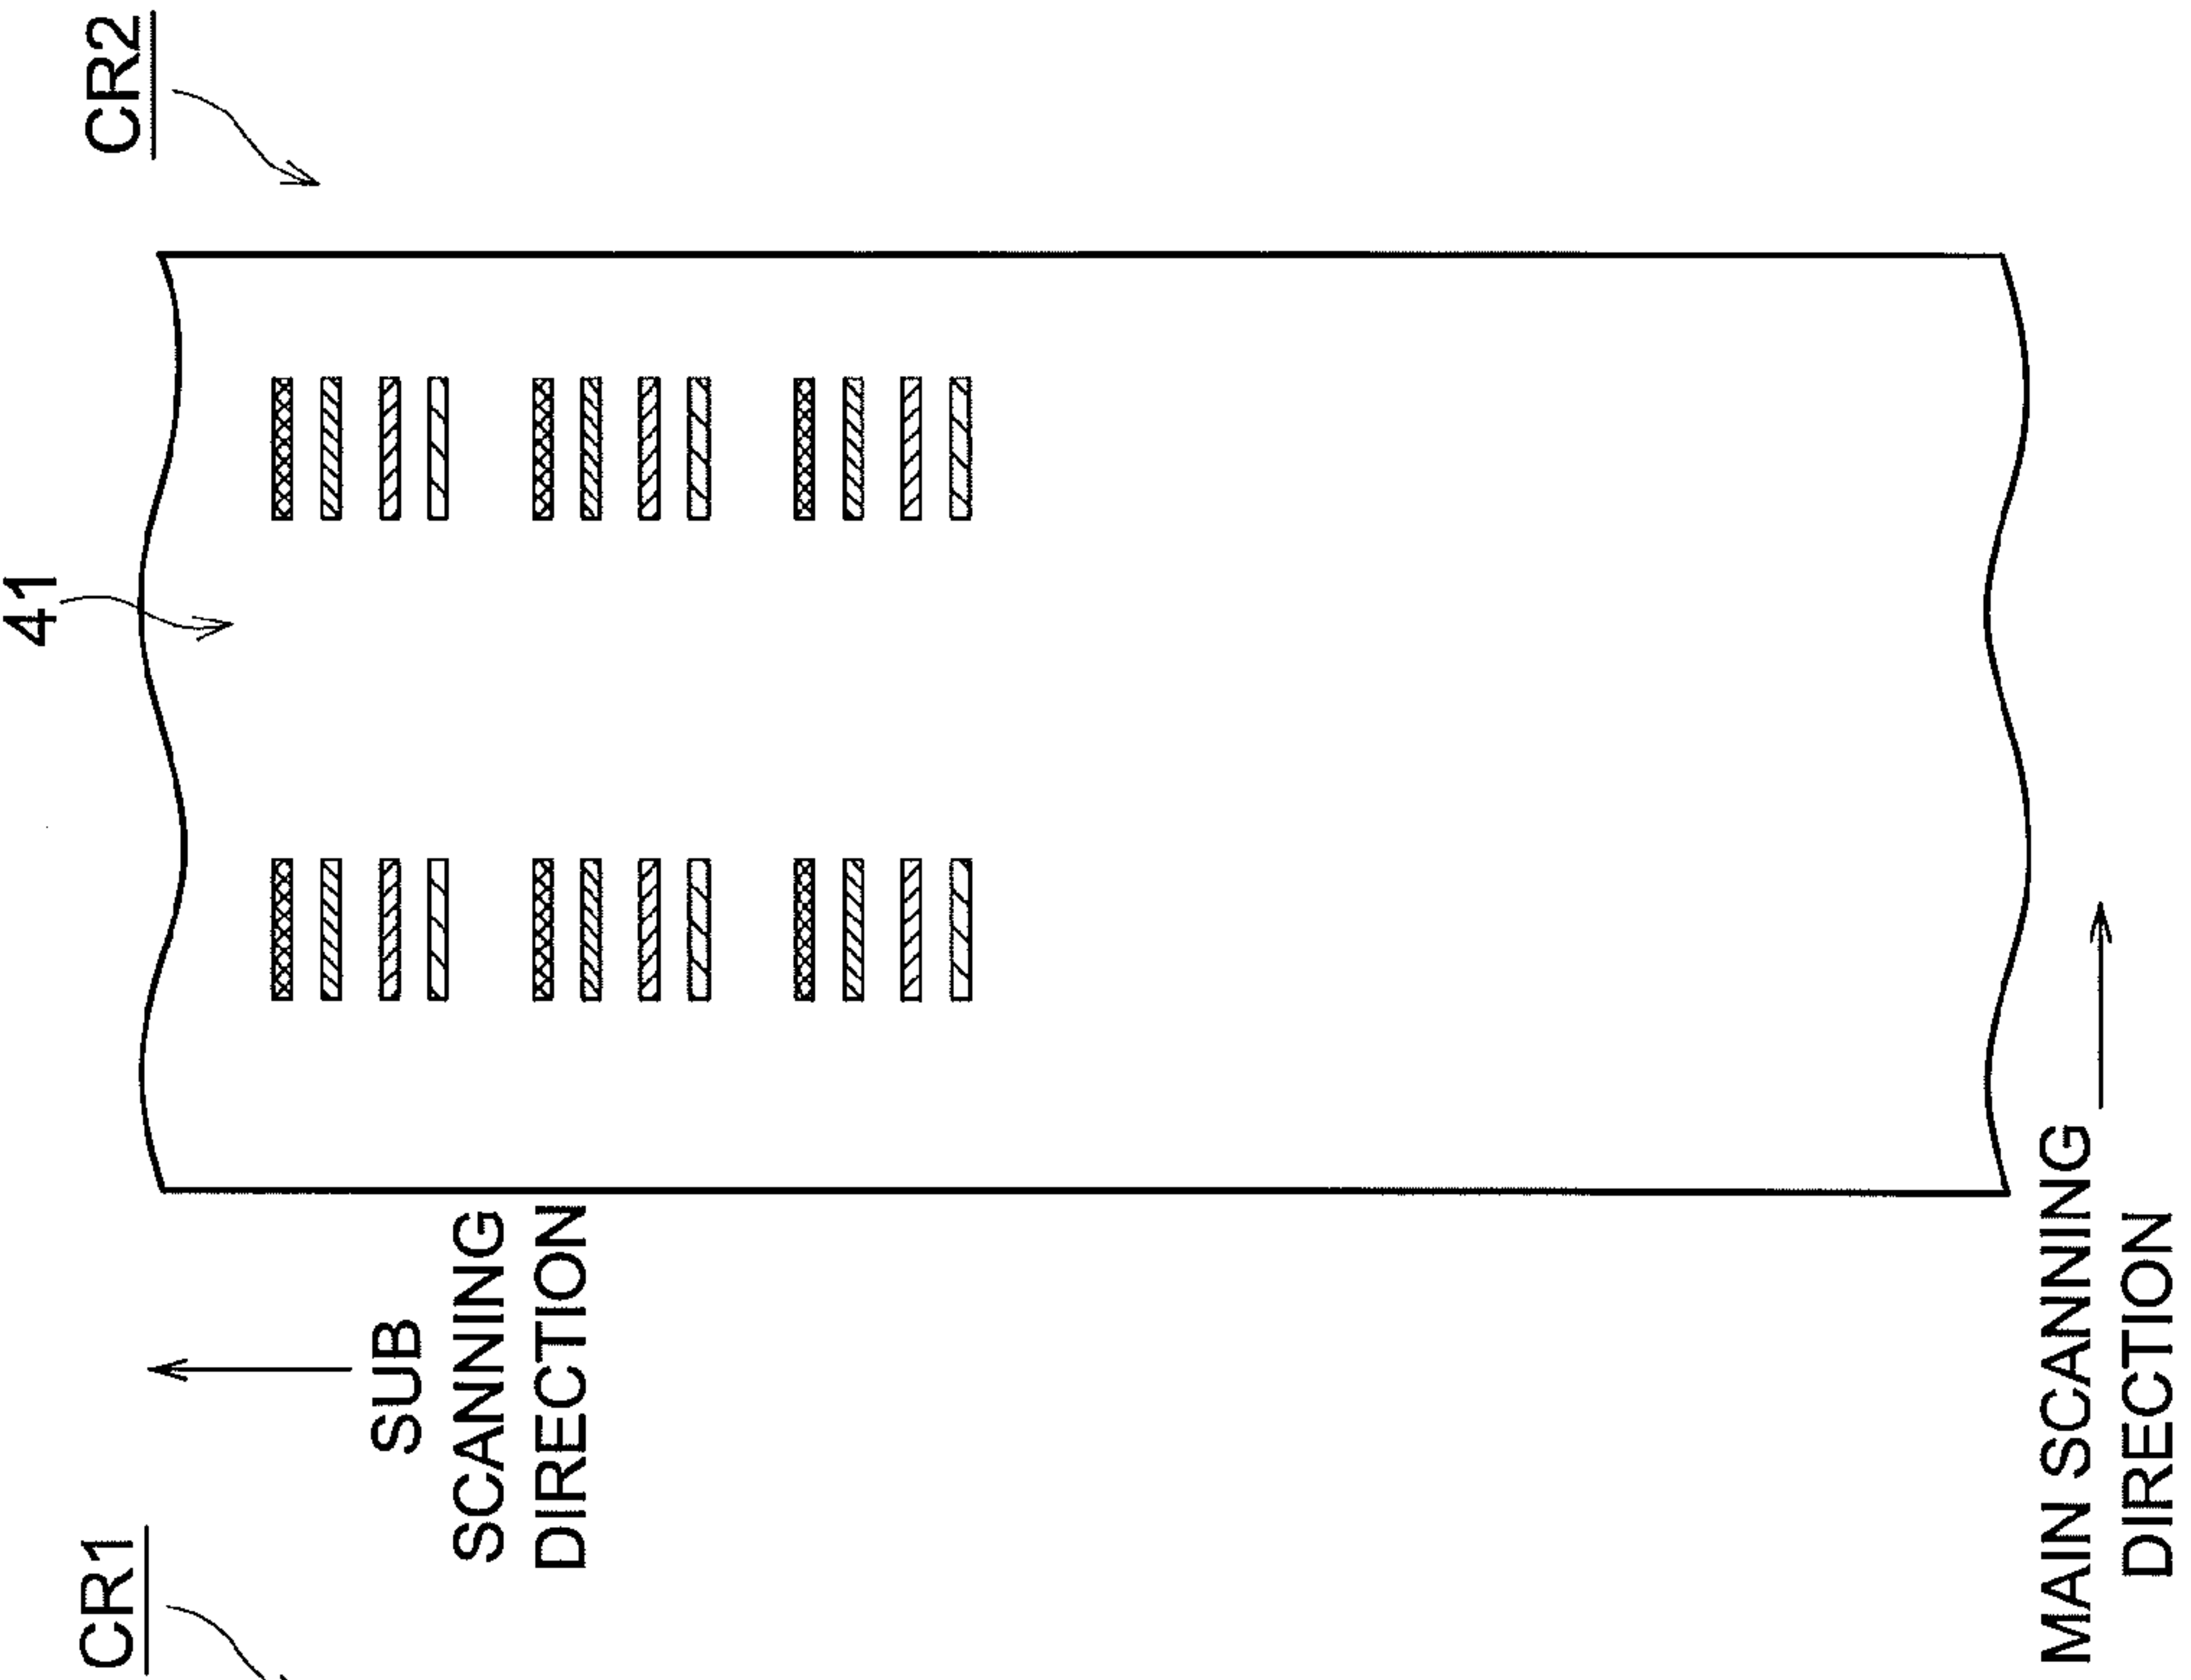 CR1
CR2
41
SUB
SCANNING
DIRECTION
MAIN SCANNING
DIRECTION